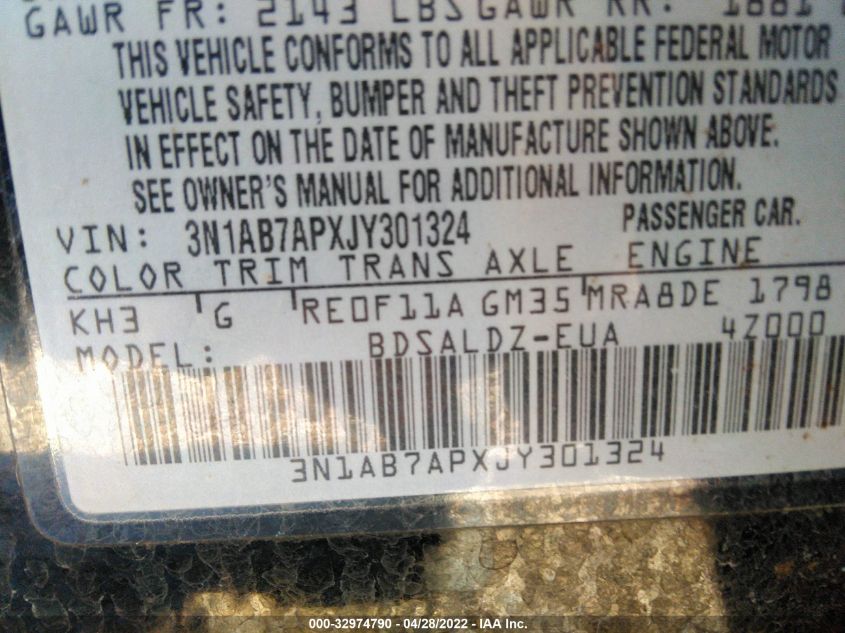 GAWR FR: 2143 LBS GAWR RR: 1881
THIS VEHICLE CONFORMS TO ALL APPLICABLE FEDERAL MOTOR
VEHICLE SAFETY, BUMPER AND THEFT PREVENTION STANDARDS
IN EFFECT ON THE DATE OF MANUFACTURE SHOWN ABOVE.
SEE OWNER'S MANUAL FOR ADDITIONAL INFORMATION.
VIN: 3N1AB7APXJY301324 PASSENGER CAR.
COLOR TRIM TRANS AXLE ENGINE
KH3 G RE0F11A GM35 MRA8DE 1798
MODEL: BDSALDZ-EUA 4Z000
3N1AB7APXJY301324
000-32974790 - 04/28/2022 - IAA Inc.